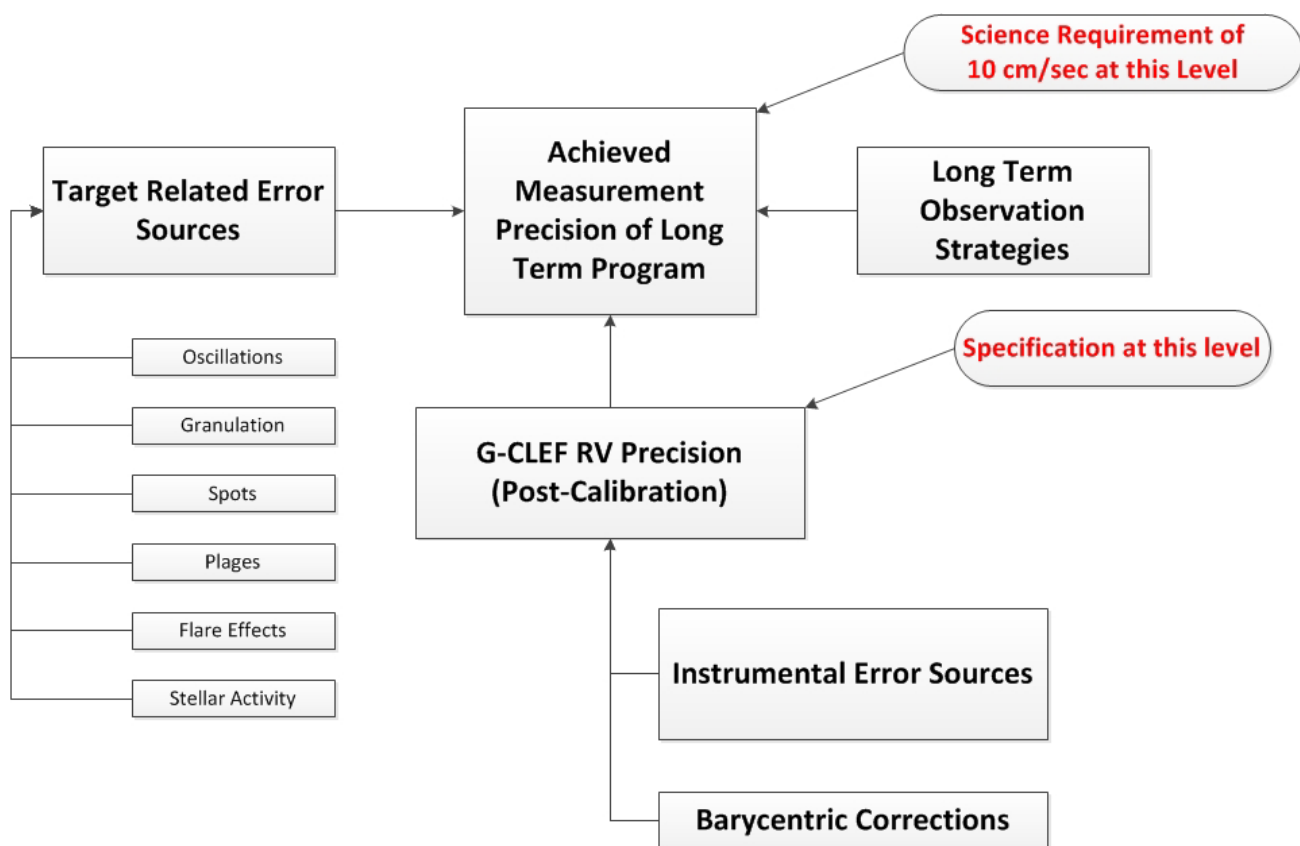 Science Requirement of
10 cm/sec at this Level
Achieved
Measurement
Precision of Long
Term Program
Target Related Error
Sources
Long Term
Observation
Strategies
Specification at this level
Oscillations
Granulation
Spots
Plages
Flare Effects
Stellar Activity
G-CLEF RV Precision
(Post-Calibration)
Instrumental Error Sources
Barycentric Corrections